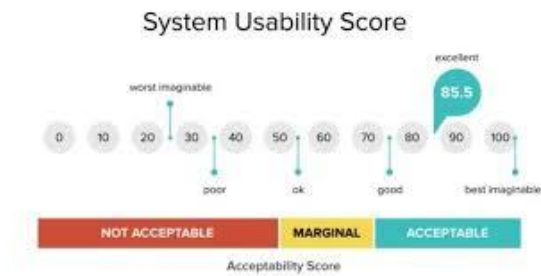 System Usability Score
excellent
85.5
worst imaginable
0 10 20 30 40 50 60 70 80 90 100
poor ok good best imaginable
NOT ACCEPTABLE MARGINAL ACCEPTABLE
Acceptability Score